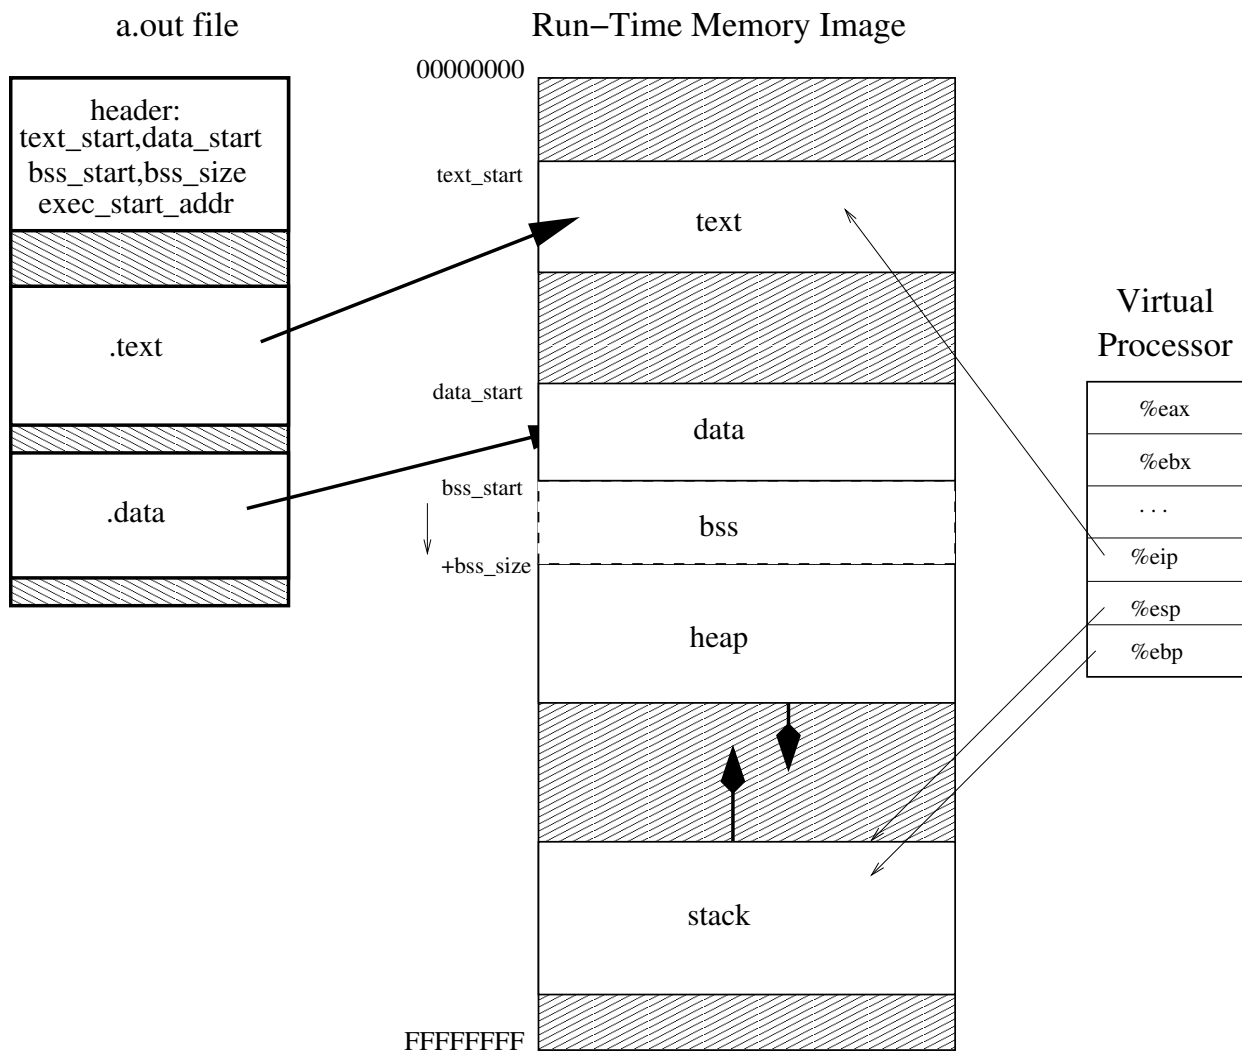 a.out file
header:
text_start,data_start
bss_start,bss_size
exec_start_addr
.text
.data
Run−Time Memory Image
00000000
text_start
text
data_start
data
bss_start
bss
+bss_size
heap
stack
FFFFFFFF
Virtual
Processor
%eax
%ebx
. . .
%eip
%esp
%ebp